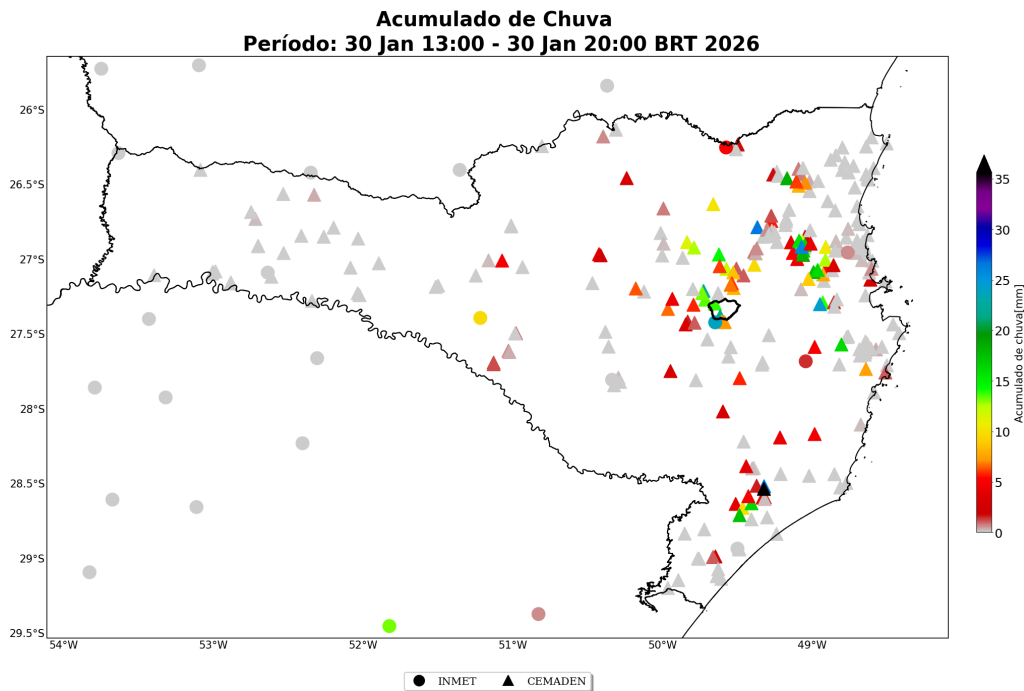 Acumulado de Chuva
Período: 30 Jan 13:00 - 30 Jan 20:00 BRT 2026
26°S
26.5°S
27°S
27.5°S
28°S
28.5°S
29°S
29.5°S
54°W
53°W
52°W
51°W
50°W
49°W
35
30
25
20
15
10
5
0
Acumulado de chuva[mm]
INMET
CEMADEN